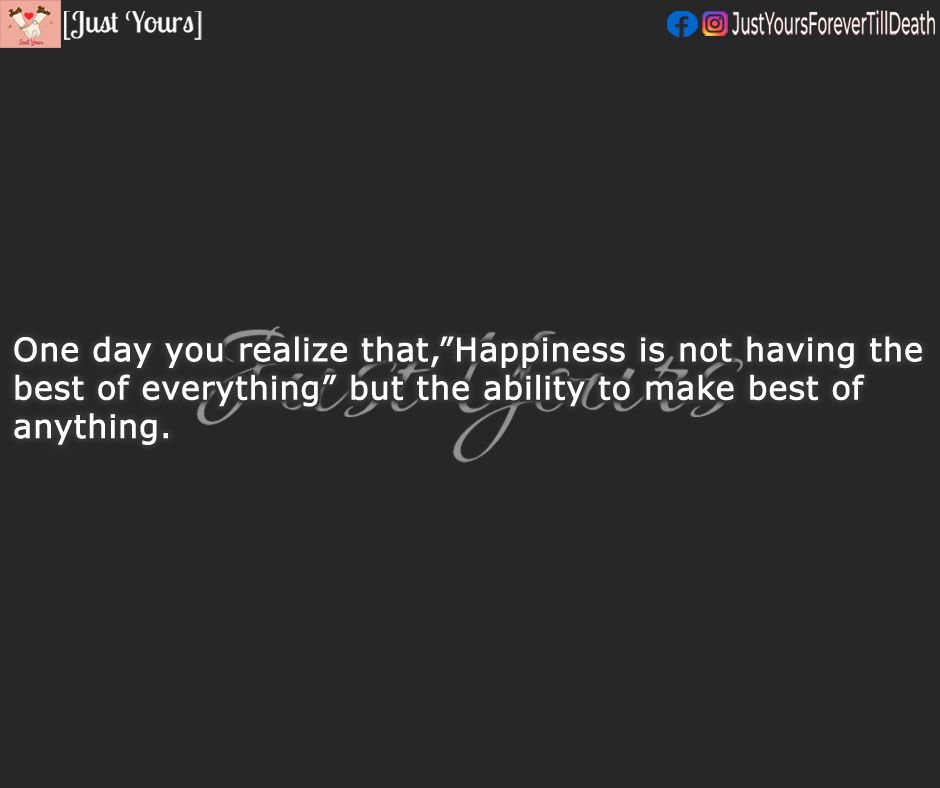 [Just Yours]
JustYoursForeverTillDeath
Just Yours
One day you realize that,”Happiness is not having the
best of everything” but the ability to make best of
anything.
Just Yours